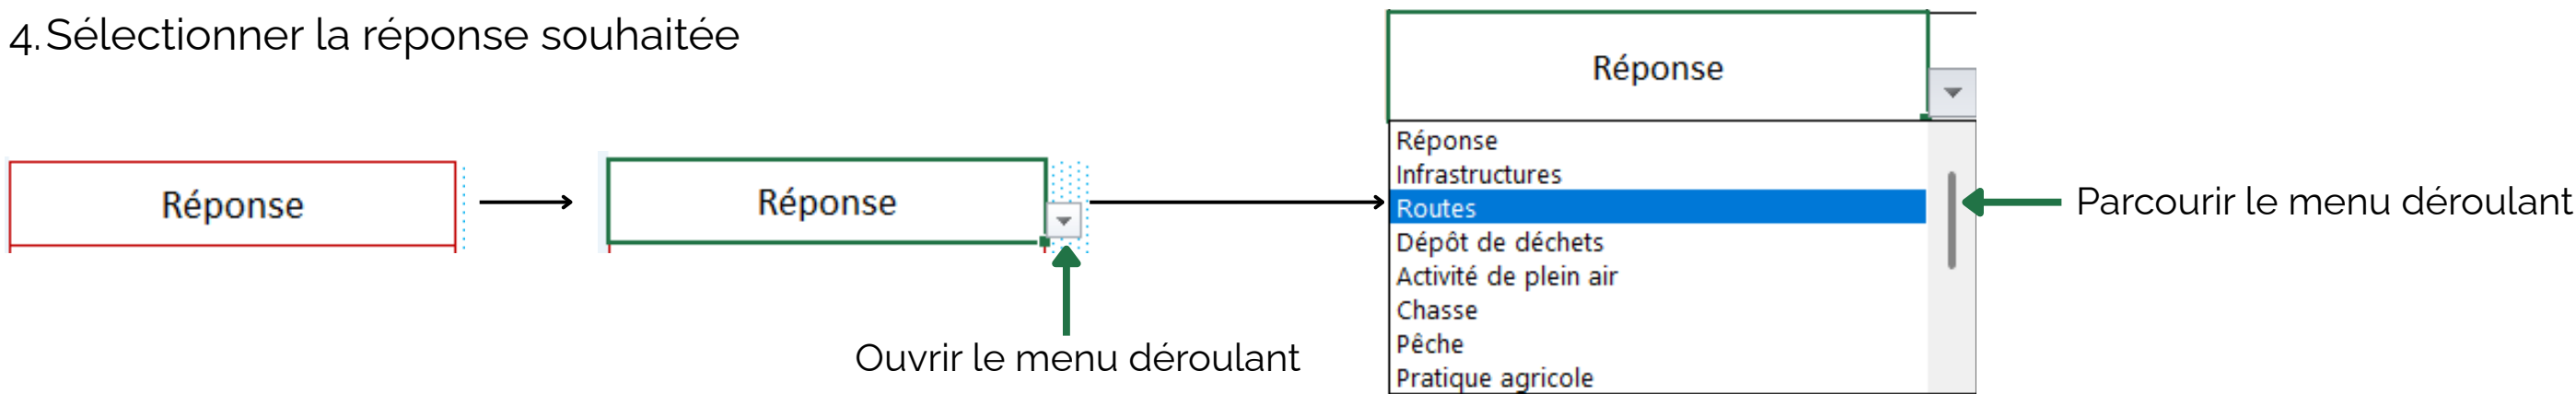 4. Sélectionner la réponse souhaitée
Réponse
Réponse
Ouvrir le menu déroulant
Réponse
Réponse
Infrastructures
Routes
Dépôt de déchets
Activité de plein air
Chasse
Pêche
Pratique agricole
Parcourir le menu déroulant